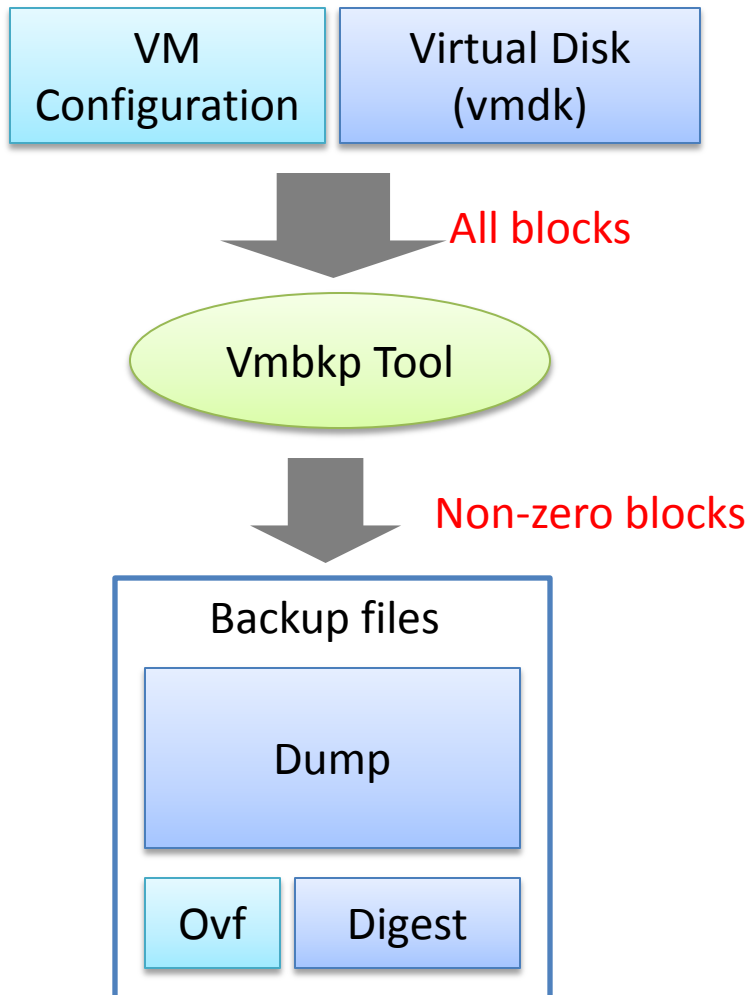 VM
Configuration
Virtual Disk
(vmdk)
All blocks
Vmbkp Tool
Non-zero blocks
Backup files
Dump
Ovf
Digest